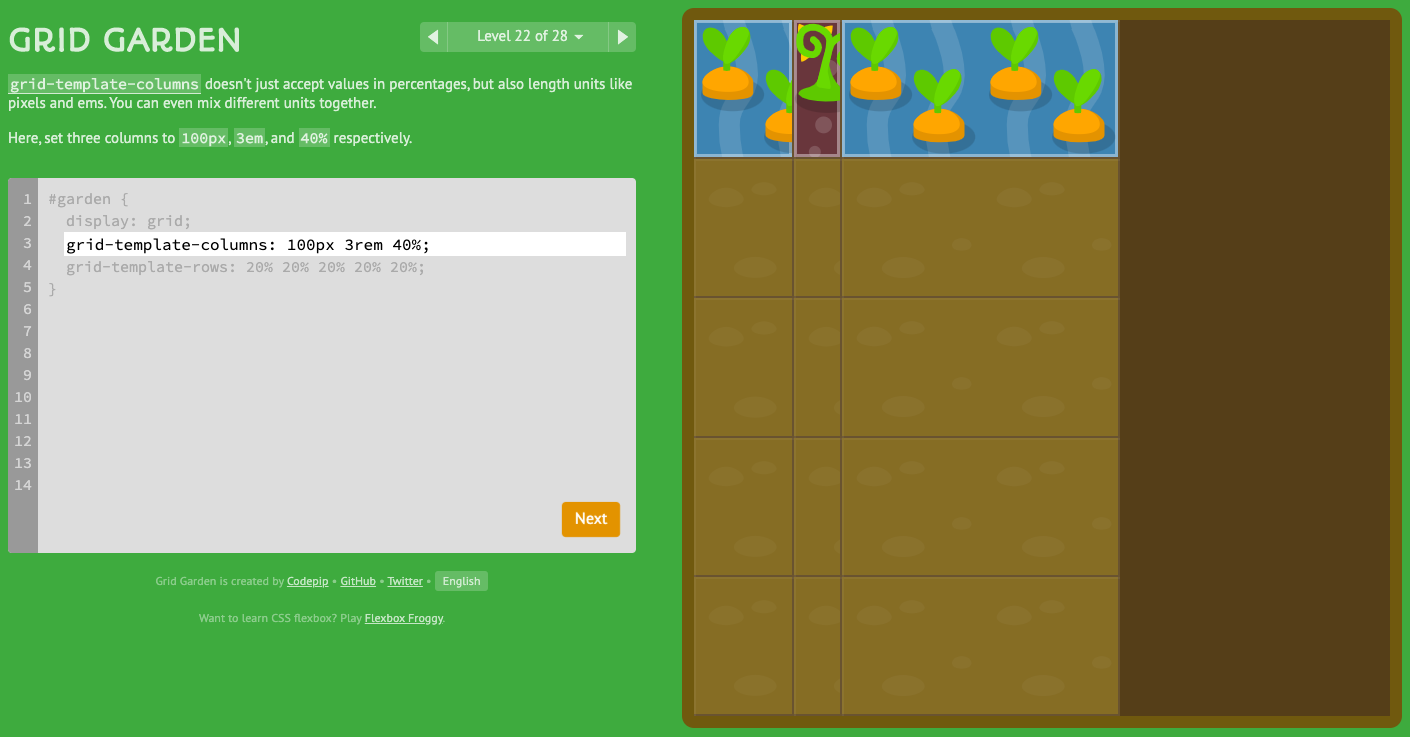 GRID GARDEN
Level 22 of 28
grid-template-columns doesn't just accept values in percentages, but also length units like
pixels and ems. You can even mix different units together.
Here, set three columns to 100px, 3em, and 40% respectively.
1 #garden {
2 display: grid;
3 grid-template-columns: 100px 3rem 40%;
4 grid-template-rows: 20% 20% 20% 20% 20%;
5 }
6
7
8
9
10
11
12
13
14
Next
Grid Garden is created by Codepip • GitHub • Twitter • English
Want to learn CSS flexbox? Play Flexbox Froggy.